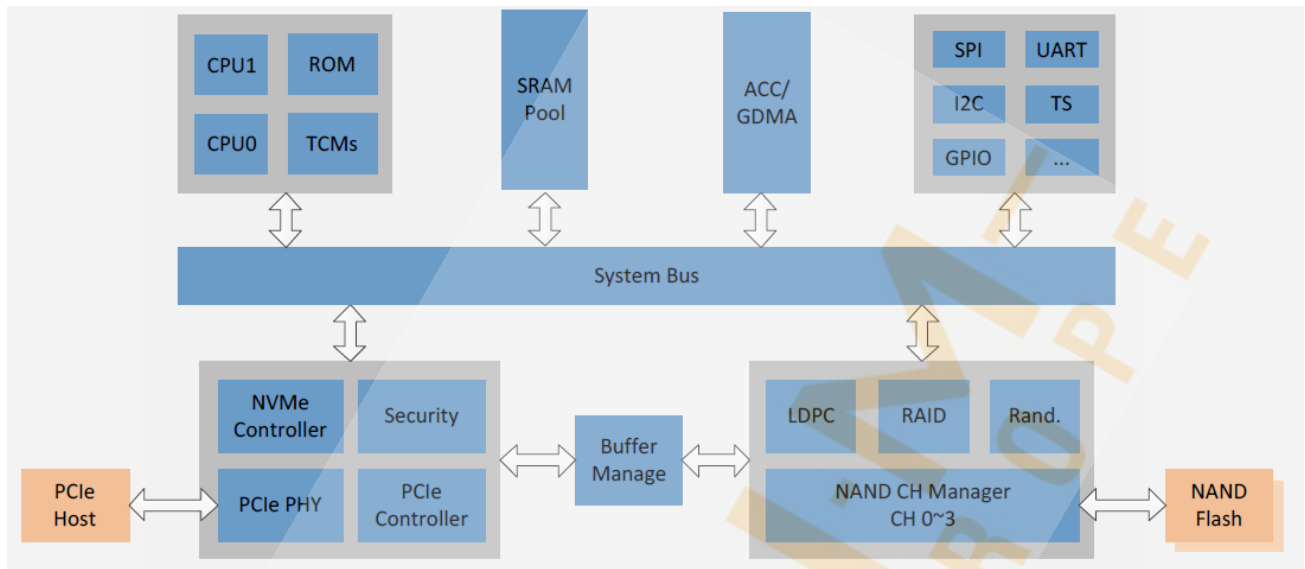 CPU1
ROM
CPU0
TCMs
SRAM
Pool
ACC/
GDMA
SPI
UART
I2C
TS
GPIO
...
System Bus
NVMe
Controller
Security
PCIe PHY
PCIe
Controller
Buffer
Manage
LDPC
RAID
Rand.
NAND CH Manager
CH 0~3
PCIe
Host
NAND
Flash